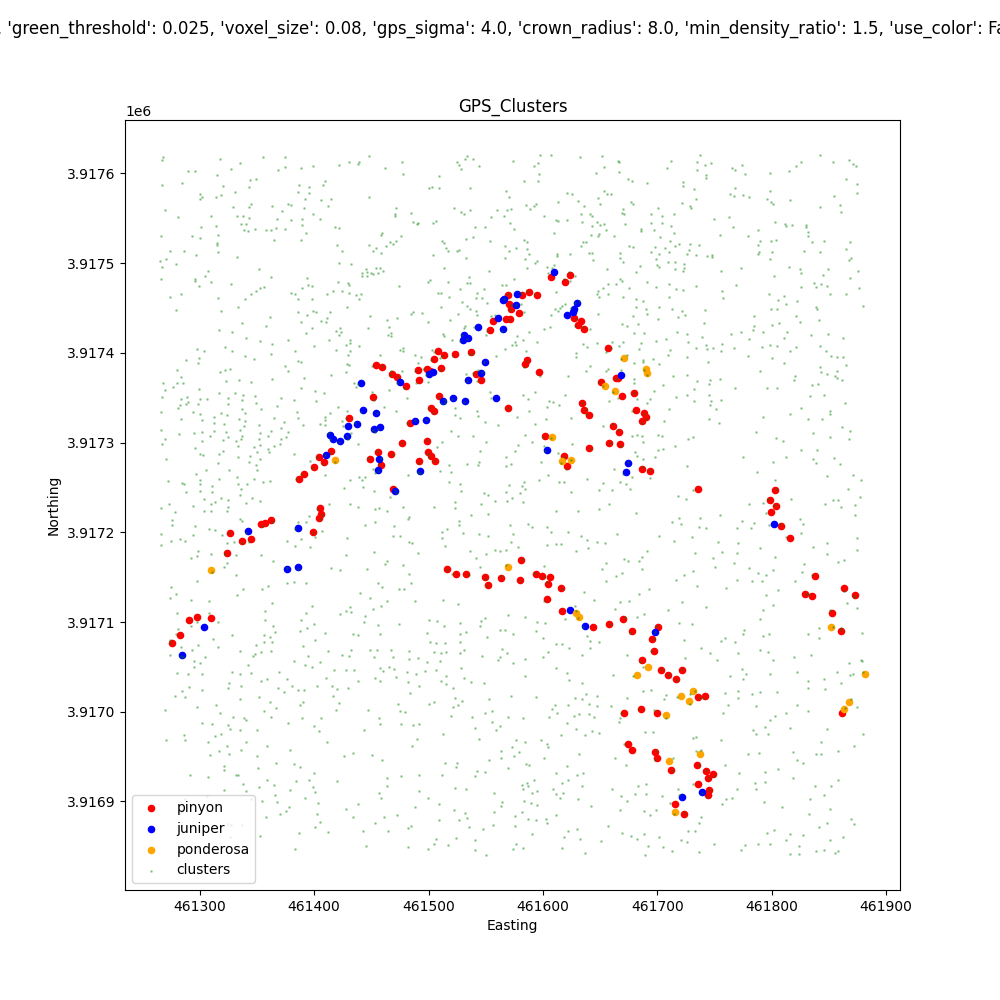 , 'green_threshold': 0.025, 'voxel_size': 0.08, 'gps_sigma': 4.0, 'crown_radius': 8.0, 'min_density_ratio': 1.5, 'use_color': Fa
GPS_Clusters
1e6
3.9176
3.9175
3.9174
3.9173
3.9172
3.9171
3.9170
3.9169
Northing
pinyon
juniper
ponderosa
clusters
461300 461400 461500 461600 461700 461800 461900
Easting